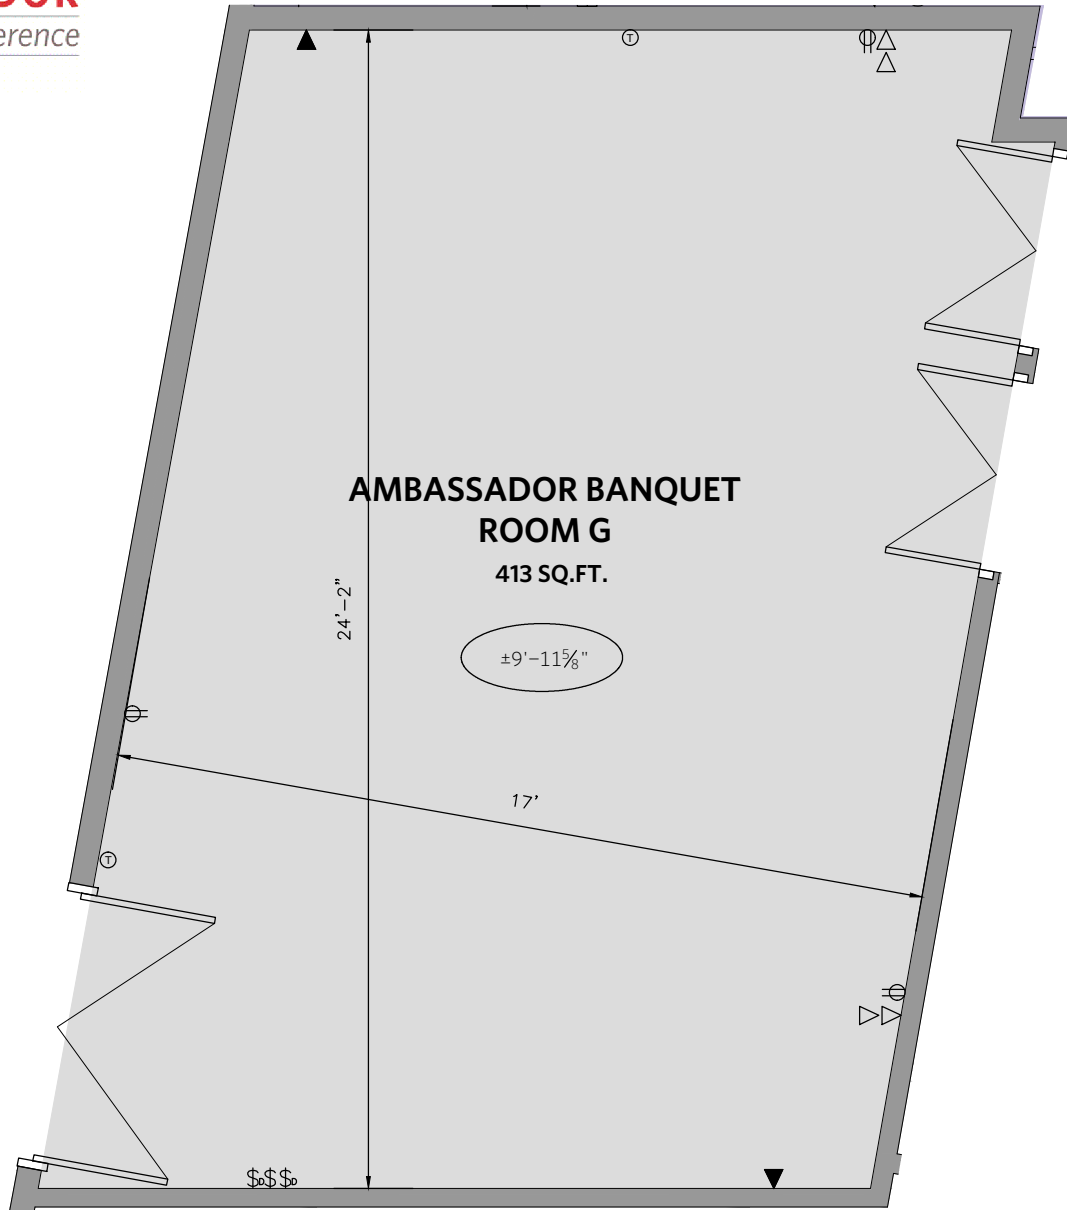 erence
Ⓣ
AMBASSADOR BANQUET
ROOM G
413 SQ.FT.
24'–2"
±9'–11⅝"
17'
Ⓣ
$D$$D